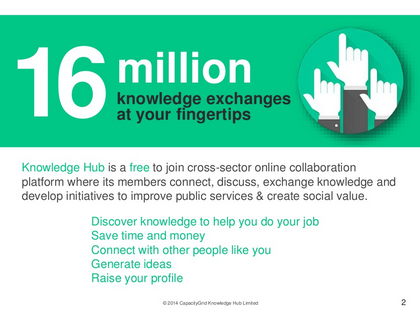 16 million
knowledge exchanges
at your fingertips
Knowledge Hub is a free to join cross-sector online collaboration
platform where its members connect, discuss, exchange knowledge and
develop initiatives to improve public services & create social value.
Discover knowledge to help you do your job
Save time and money
Connect with other people like you
Generate ideas
Raise your profile
© 2014 CapacityGrid Knowledge Hub Limited
2